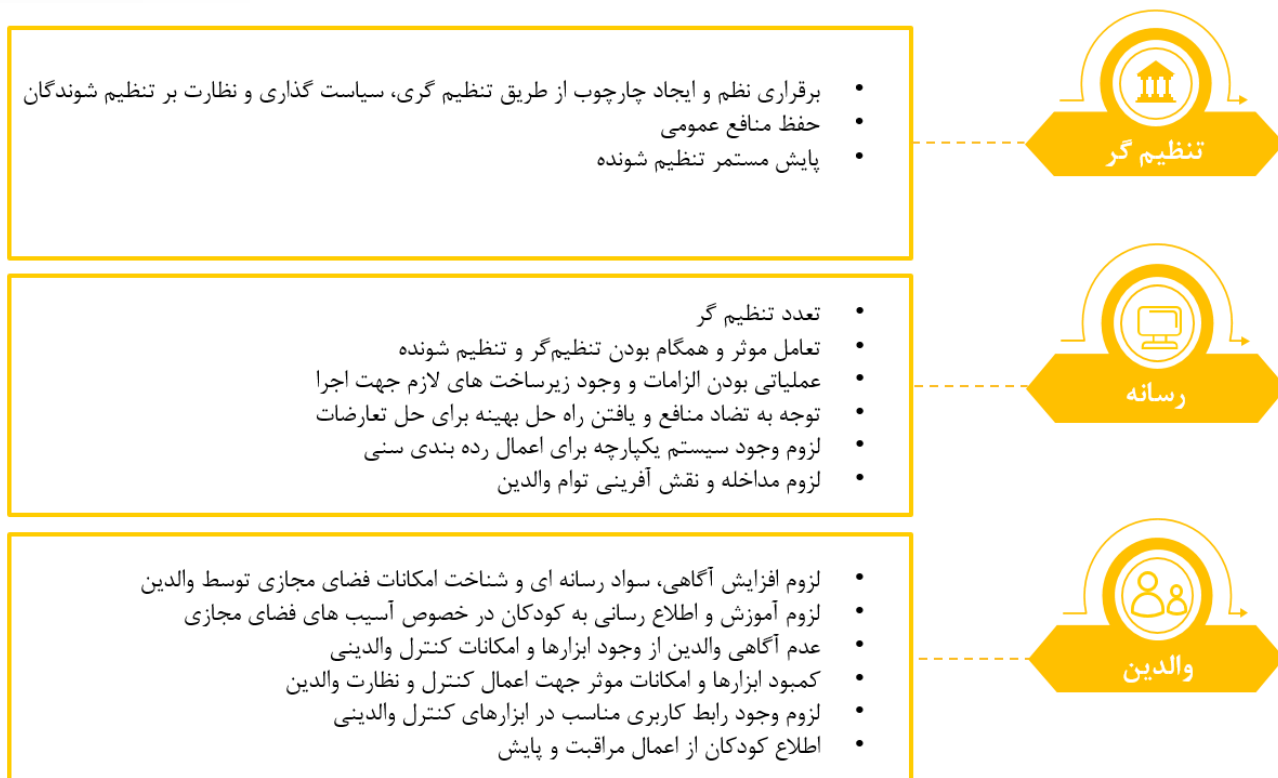 تنظیم گر
• برقراری نظم و ایجاد چارچوب از طریق تنظیم گری، سیاست گذاری و نظارت بر تنظیم شوندگان
• حفظ منافع عمومی
• پایش مستمر تنظیم شونده
رسانه
• تعدد تنظیم گر
• تعامل موثر و همگام بودن تنظیم‌گر و تنظیم شونده
• عملیاتی بودن الزامات و وجود زیرساخت های لازم جهت اجرا
• توجه به تضاد منافع و یافتن راه حل بهینه برای حل تعارضات
• لزوم وجود سیستم یکپارچه برای اعمال رده بندی سنی
• لزوم مداخله و نقش آفرینی توام والدین
والدین
• لزوم افزایش آگاهی، سواد رسانه ای و شناخت امکانات فضای مجازی توسط والدین
• لزوم آموزش و اطلاع رسانی به کودکان در خصوص آسیب های فضای مجازی
• عدم آگاهی والدین از وجود ابزارها و امکانات کنترل والدینی
• کمبود ابزارها و امکانات موثر جهت اعمال کنترل و نظارت والدین
• لزوم وجود رابط کاربری مناسب در ابزارهای کنترل والدینی
• اطلاع کودکان از اعمال مراقبت و پایش